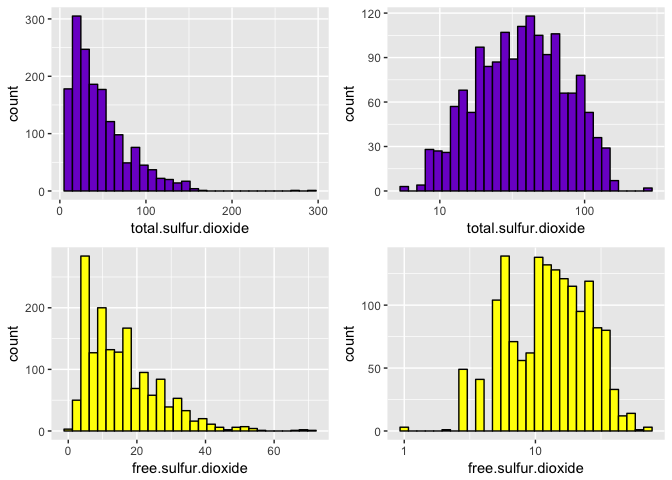 300
200
100
0
count
0 100 200 300
total.sulfur.dioxide
120
90
60
30
0
count
10 100
total.sulfur.dioxide
200
100
0
count
0 20 40 60
free.sulfur.dioxide
100
50
0
count
1 10
free.sulfur.dioxide